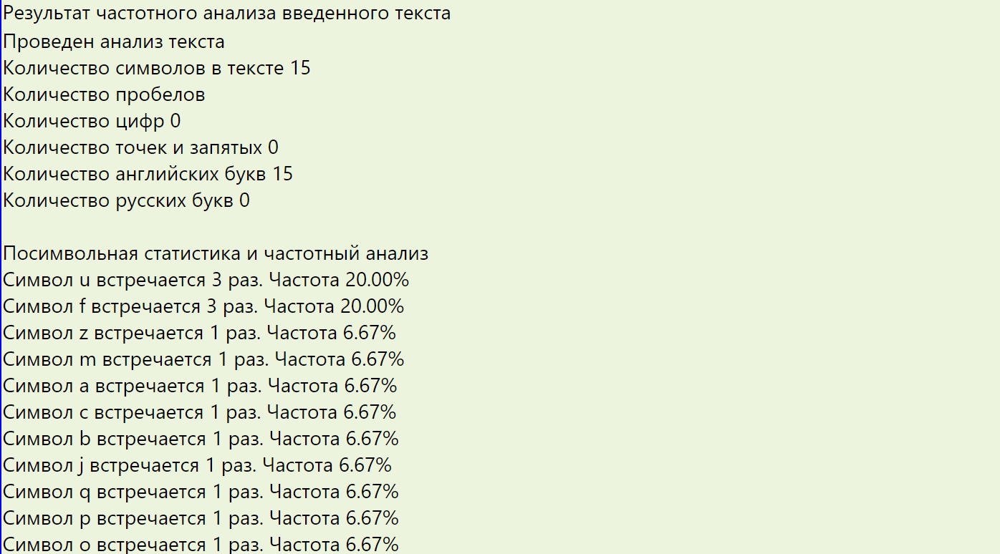 Результат частотного анализа введенного текста
Проведен анализ текста
Количество символов в тексте 15
Количество пробелов
Количество цифр 0
Количество точек и запятых 0
Количество английских букв 15
Количество русских букв 0
Посимвольная статистика и частотный анализ
Символ u встречается 3 раз. Частота 20.00%
Символ f встречается 3 раз. Частота 20.00%
Символ z встречается 1 раз. Частота 6.67%
Символ m встречается 1 раз. Частота 6.67%
Символ a встречается 1 раз. Частота 6.67%
Символ c встречается 1 раз. Частота 6.67%
Символ b встречается 1 раз. Частота 6.67%
Символ j встречается 1 раз. Частота 6.67%
Символ q встречается 1 раз. Частота 6.67%
Символ p встречается 1 раз. Частота 6.67%
Символ o встречается 1 раз. Частота 6.67%